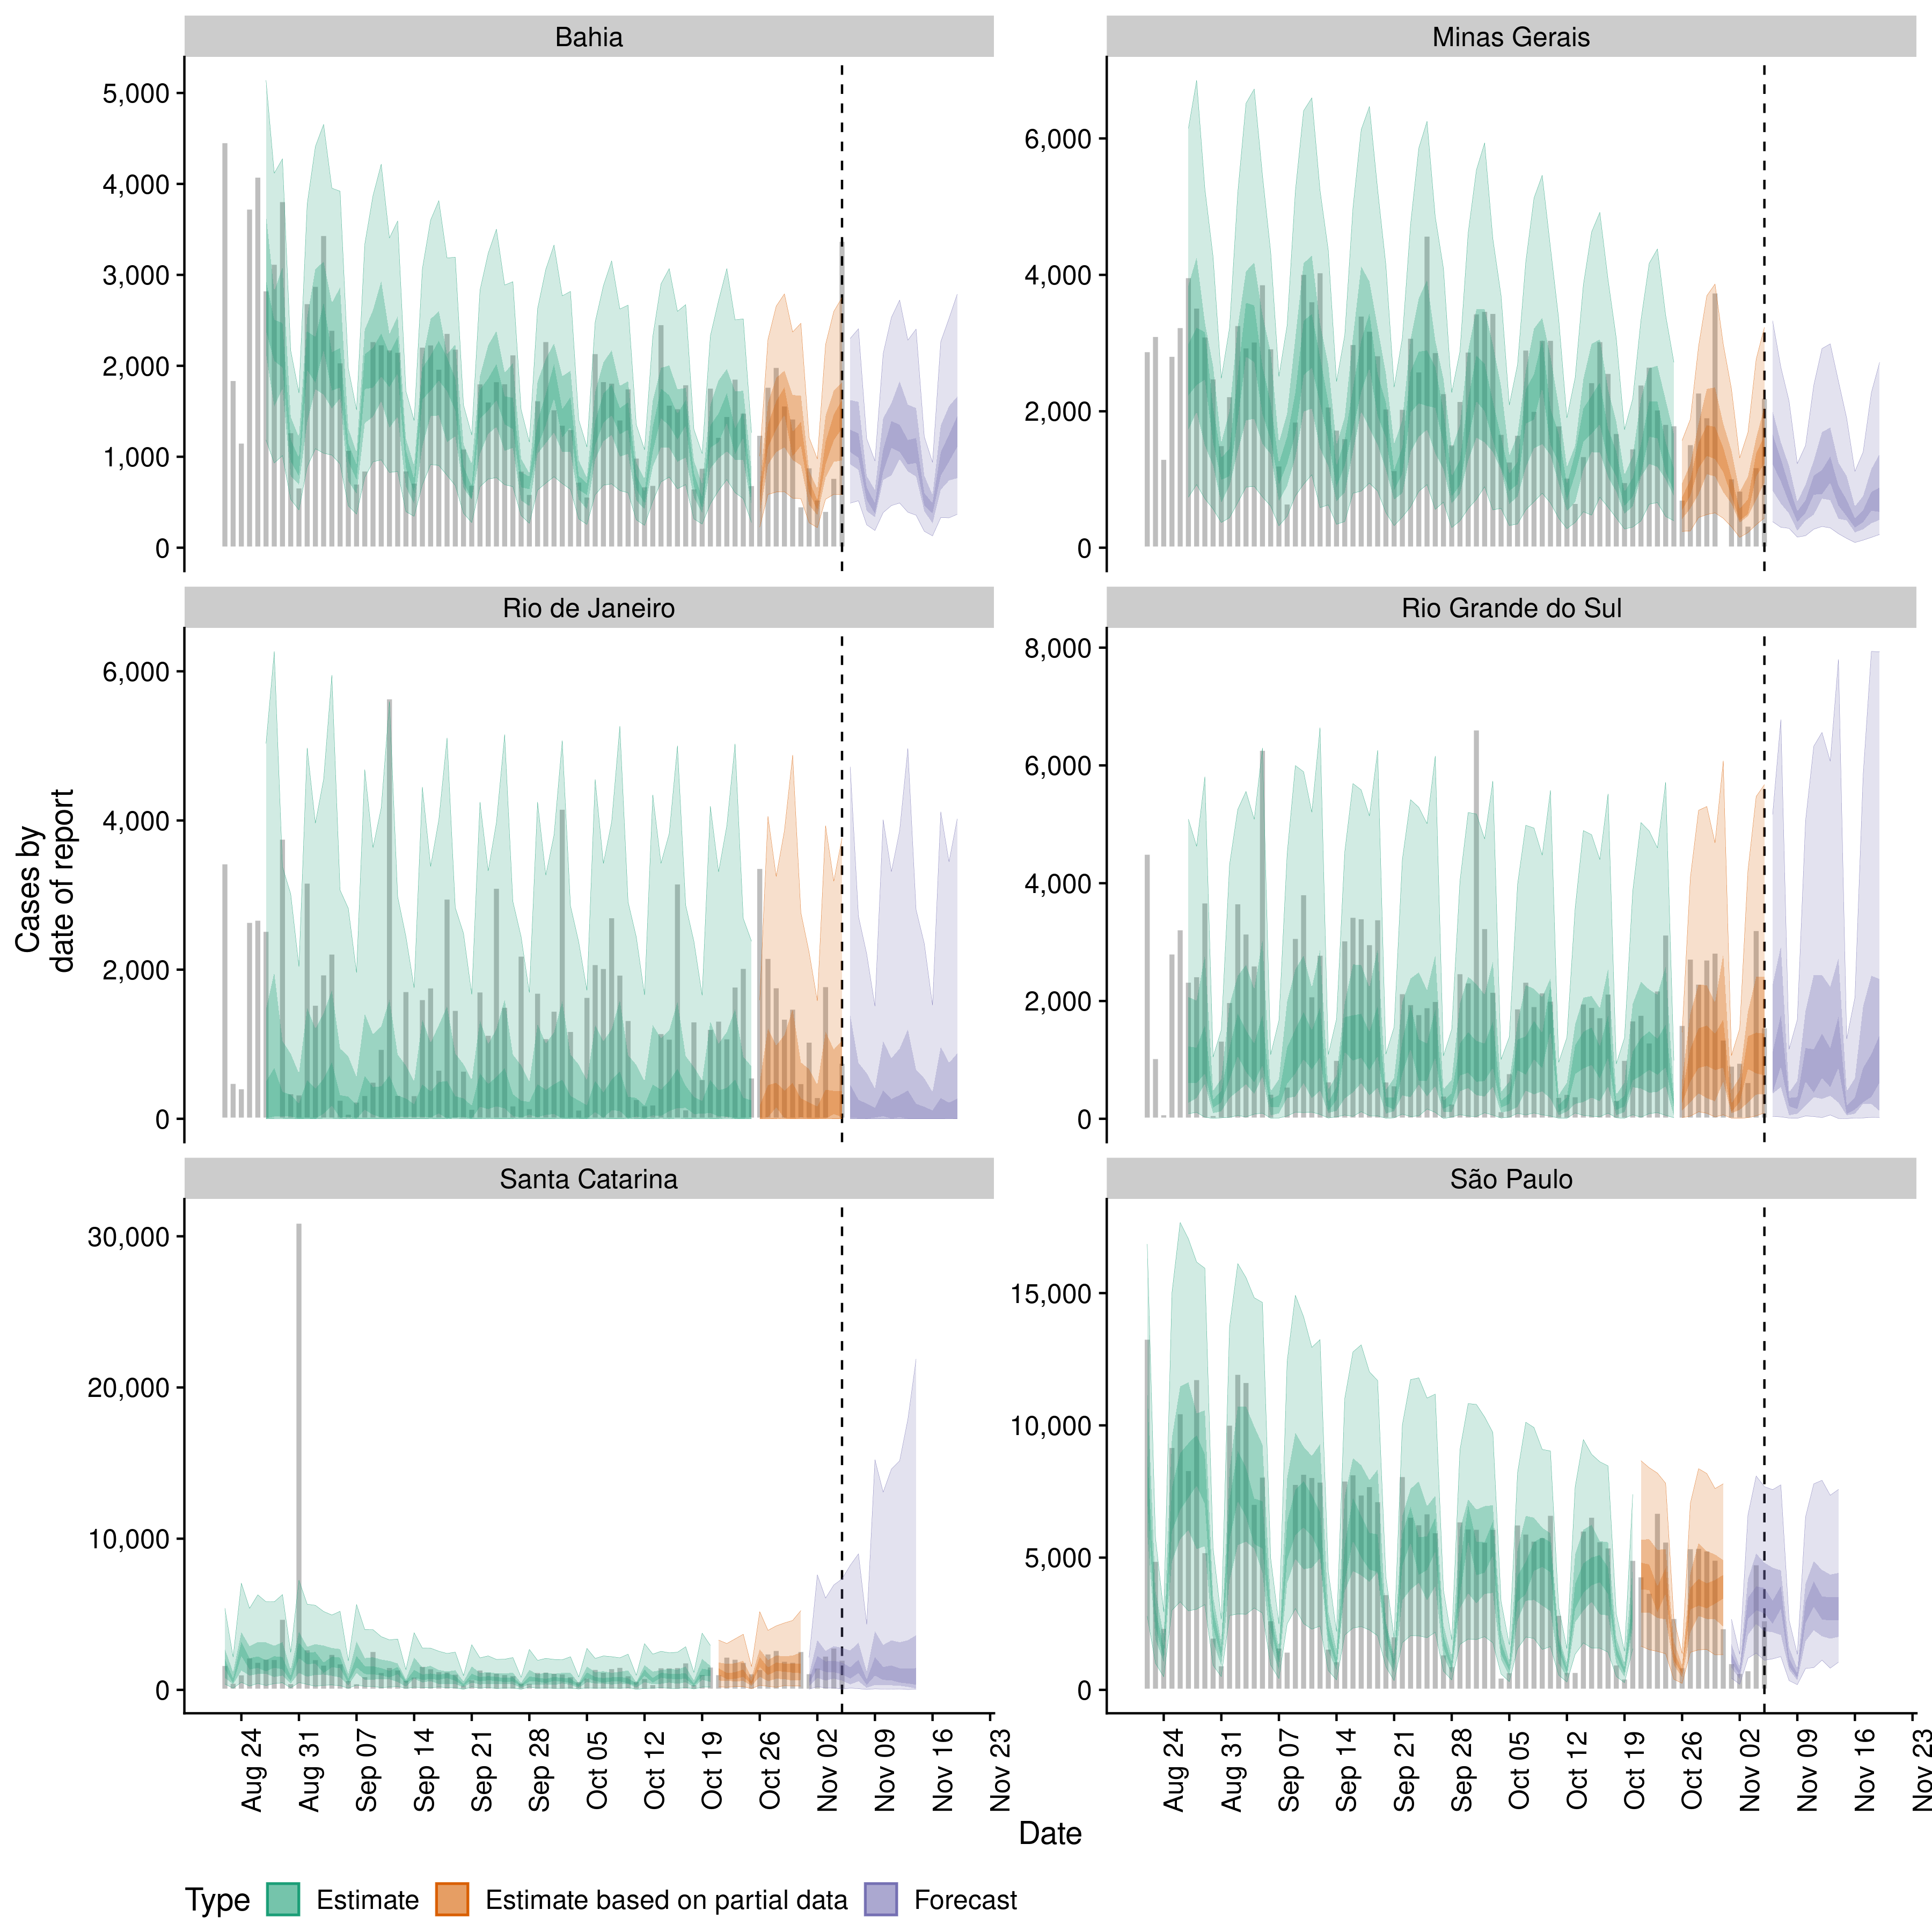 Bahia
Minas Gerais
5,000
4,000
3,000
2,000
1,000
0
6,000
4,000
2,000
0
Rio de Janeiro
Rio Grande do Sul
6,000
4,000
2,000
0
8,000
6,000
4,000
2,000
0
Cases by
date of report
Santa Catarina
São Paulo
30,000
20,000
10,000
0
15,000
10,000
5,000
0
Aug 24
Aug 31
Sep 07
Sep 14
Sep 21
Sep 28
Oct 05
Oct 12
Oct 19
Oct 26
Nov 02
Nov 09
Nov 16
Nov 23
Aug 24
Aug 31
Sep 07
Sep 14
Sep 21
Sep 28
Oct 05
Oct 12
Oct 19
Oct 26
Nov 02
Nov 09
Nov 16
Nov 23
Date
Type Estimate Estimate based on partial data Forecast